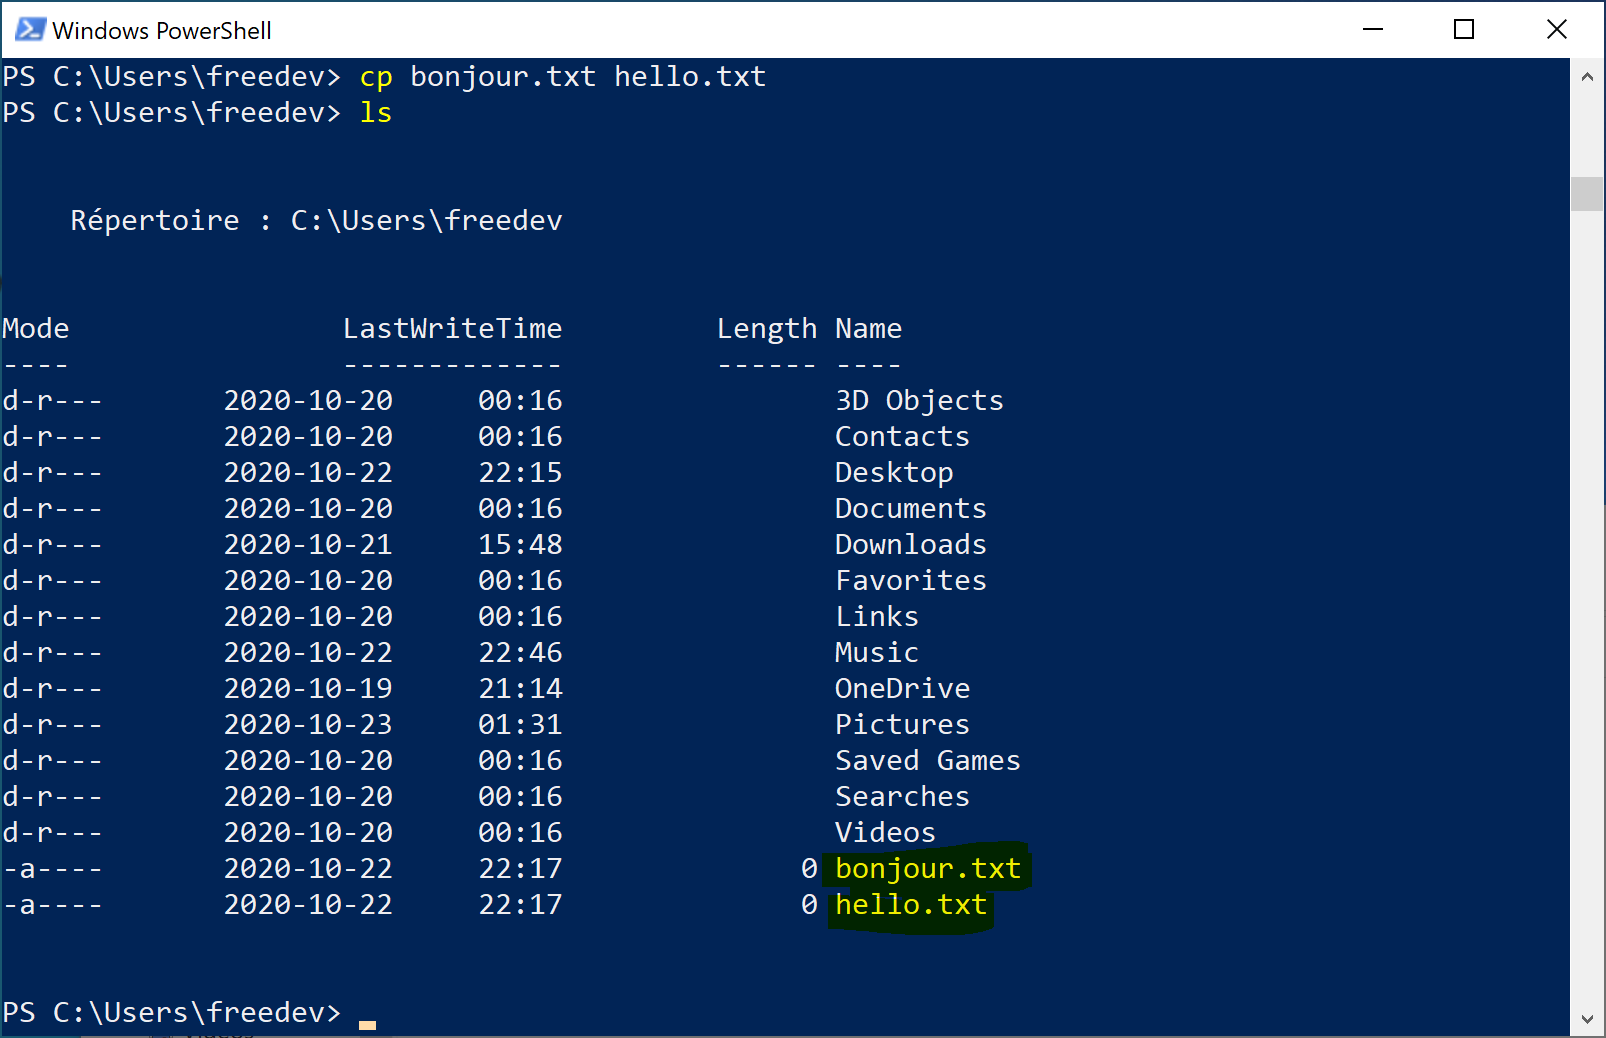 Windows PowerShell
PS C:\Users\freedev> cp bonjour.txt hello.txt
PS C:\Users\freedev> ls
Répertoire : C:\Users\freedev
Mode LastWriteTime Length Name
---- ------------- ------ ----
d-r--- 2020-10-20 00:16 3D Objects
d-r--- 2020-10-20 00:16 Contacts
d-r--- 2020-10-22 22:15 Desktop
d-r--- 2020-10-20 00:16 Documents
d-r--- 2020-10-21 15:48 Downloads
d-r--- 2020-10-20 00:16 Favorites
d-r--- 2020-10-20 00:16 Links
d-r--- 2020-10-22 22:46 Music
d-r--- 2020-10-19 21:14 OneDrive
d-r--- 2020-10-23 01:31 Pictures
d-r--- 2020-10-20 00:16 Saved Games
d-r--- 2020-10-20 00:16 Searches
d-r--- 2020-10-20 00:16 Videos
-a---- 2020-10-22 22:17 0 bonjour.txt
-a---- 2020-10-22 22:17 0 hello.txt
PS C:\Users\freedev>